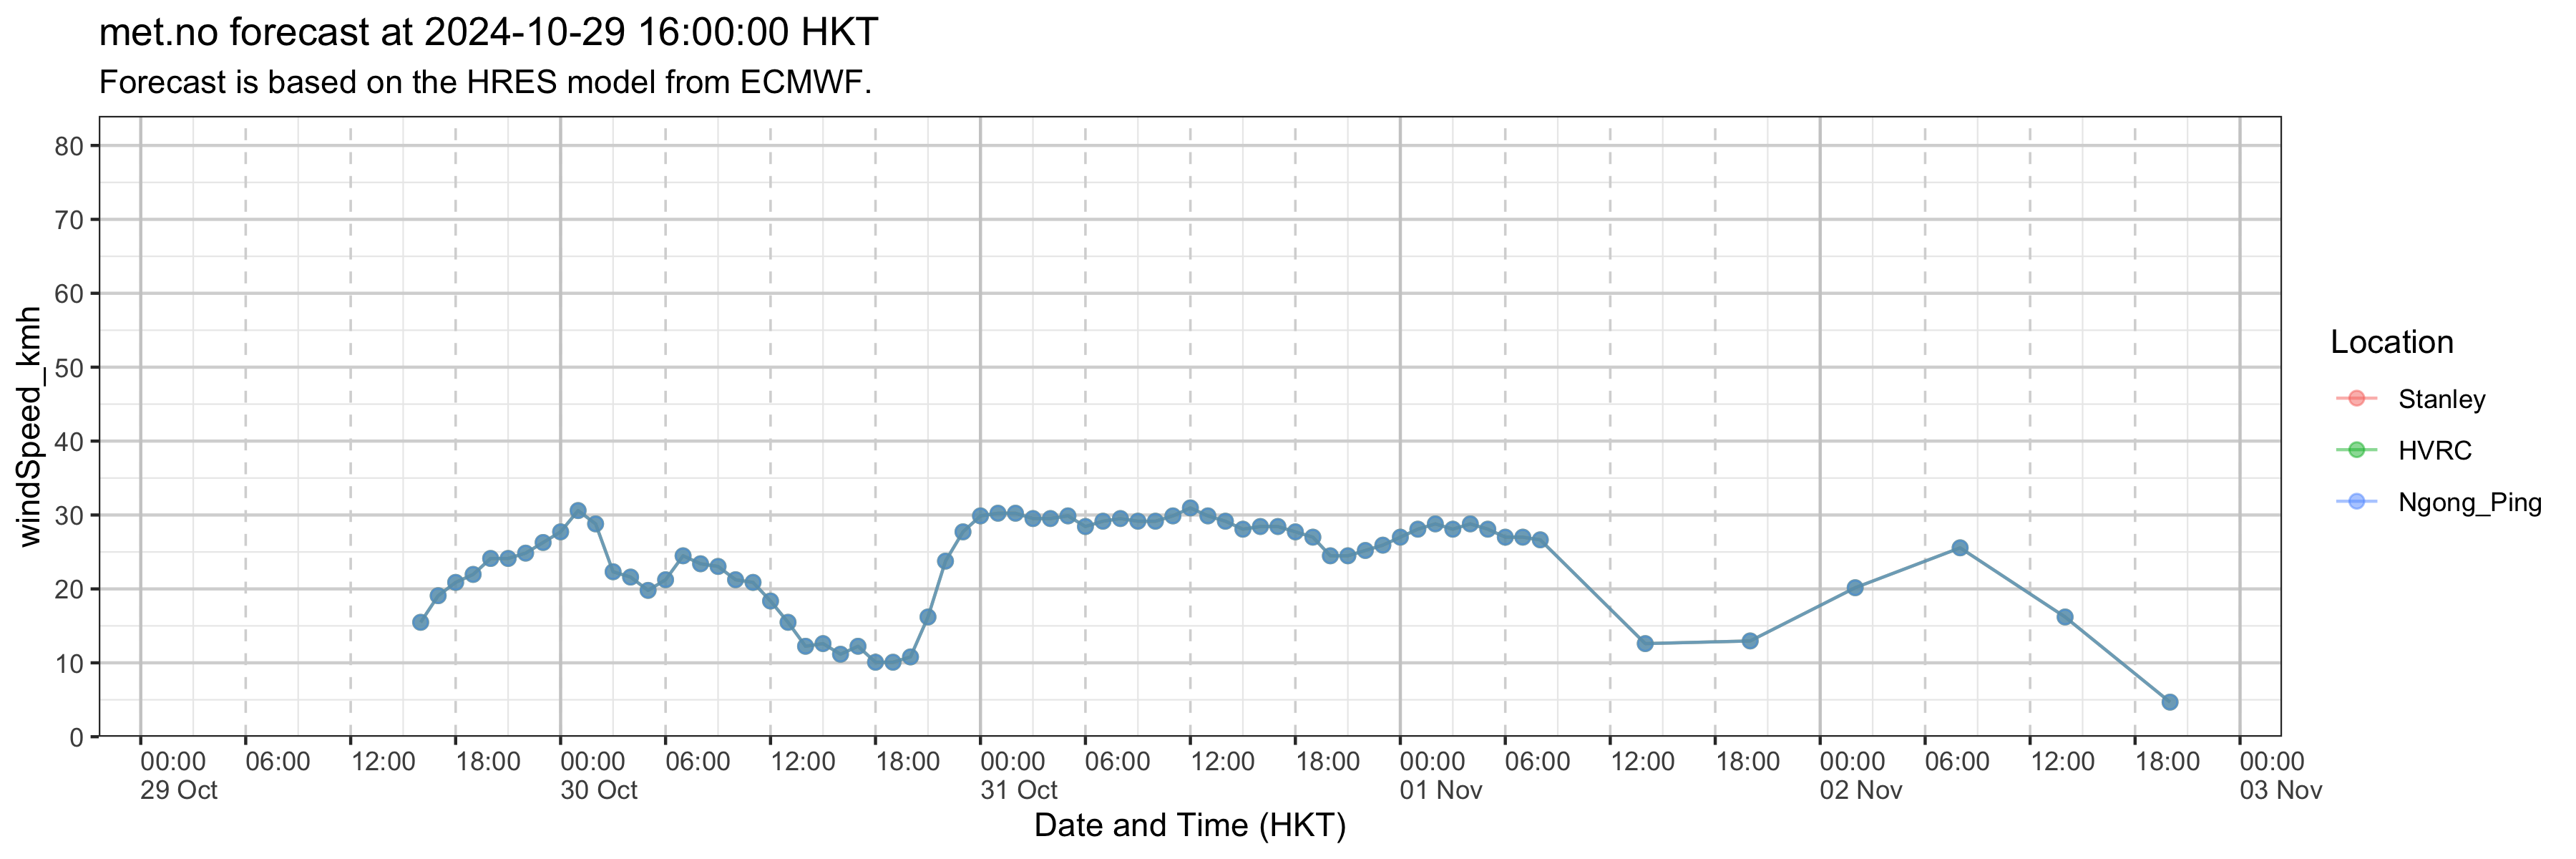 met.no forecast at 2024-10-29 16:00:00 HKT
Forecast is based on the HRES model from ECMWF.
windSpeed_kmh
80
70
60
50
40
30
20
10
0
00:00 06:00 12:00 18:00 00:00 06:00 12:00 18:00 00:00 06:00 12:00 18:00 00:00 06:00 12:00 18:00 00:00 06:00 12:00 18:00 00:00
29 Oct 30 Oct 31 Oct 01 Nov 02 Nov 03 Nov
Date and Time (HKT)
Location
Stanley
HVRC
Ngong_Ping